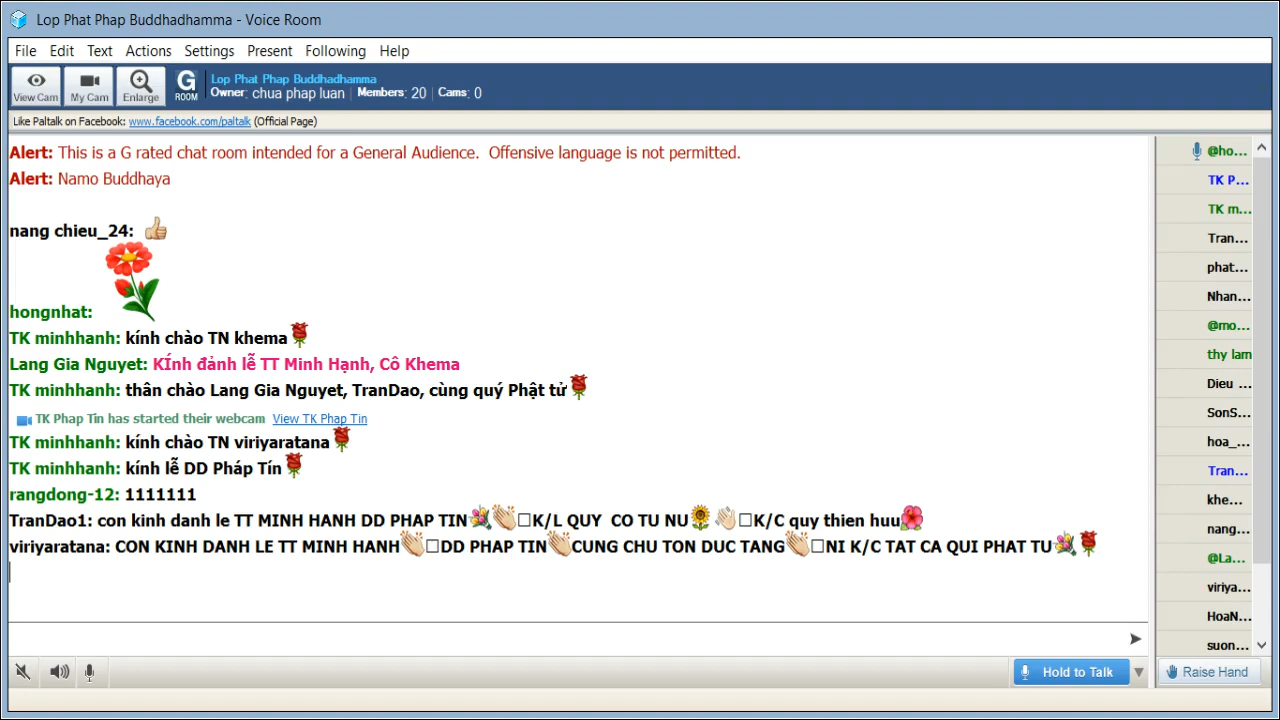 Lop Phat Phap Buddhadhamma - Voice Room
File Edit Text Actions Settings Present Following Help
View Cam My Cam Enlarge G ROOM
Lop Phat Phap Buddhadhamma
Owner: chua phap luan Members: 20 Cams: 0
Like Paltalk on Facebook: www.facebook.com/paltalk (Official Page)
Alert: This is a G rated chat room intended for a General Audience. Offensive language is not permitted.
Alert: Namo Buddhaya
nang chieu_24:
hongnhat:
TK minhhanh: kính chào TN khema
Lang Gia Nguyet: KÍnh đảnh lễ TT Minh Hạnh, Cô Khema
TK minhhanh: thân chào Lang Gia Nguyet, TranDao, cùng quý Phật tử
TK Phap Tin has started their webcam View TK Phap Tin
TK minhhanh: kính chào TN viriyaratana
TK minhhanh: kính lễ DD Pháp Tín
rangdong-12: 1111111
TranDao1: con kinh danh le TT MINH HANH DD PHAP TIN K/L QUY CO TU NU K/C quy thien huu
viriyaratana: CON KINH DANH LE TT MINH HANH DD PHAP TIN CUNG CHU TON DUC TANG NI K/C TAT CA QUI PHAT TU
@ho...
TK P...
TK m...
Tran...
phat...
Nhan...
@mo...
thy lam
Dieu ...
SonS...
hoa_...
Tran...
khe...
nang...
@La...
viriya...
HoaN...
suon...
Hold to Talk
Raise Hand